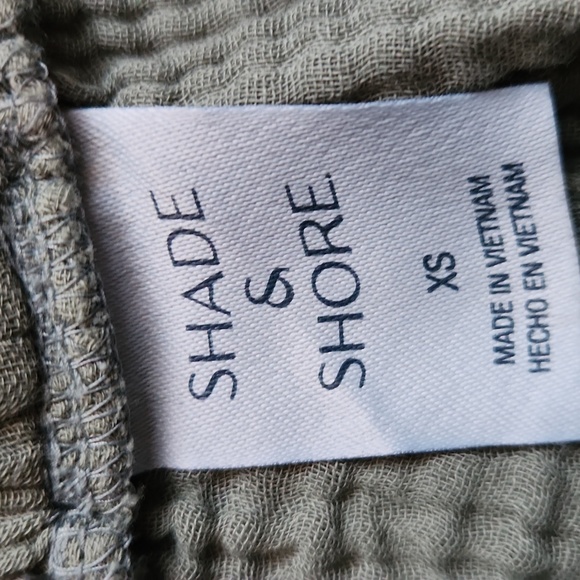 SHADE
&
SHORE.
XS
MADE IN VIETNAM
HECHO EN VIETNAM